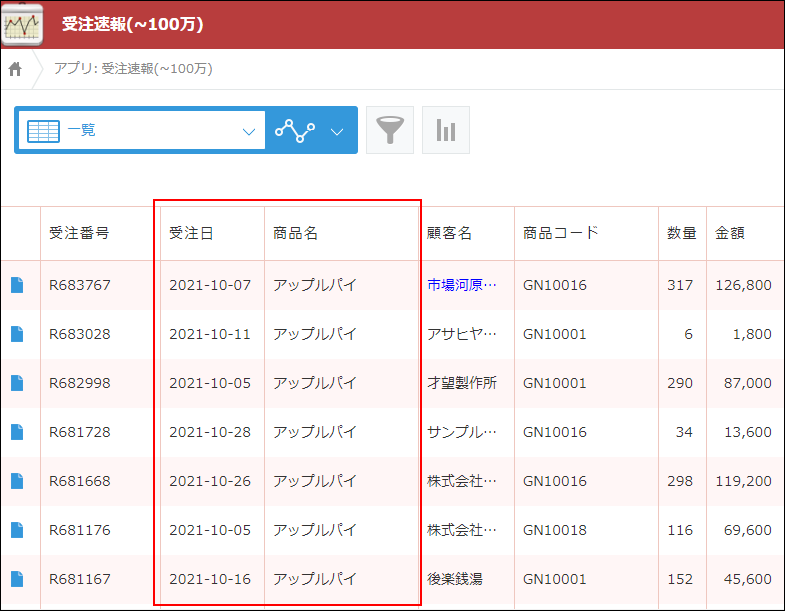 受注速報(~100万)
アプリ: 受注速報(~100万)
一覧
受注番号 受注日 商品名 顧客名 商品コード 数量 金額
R683767 2021-10-07 アップルパイ 市場河原… GN10016 317 126,800
R683028 2021-10-11 アップルパイ アサヒヤ… GN10001 6 1,800
R682998 2021-10-05 アップルパイ 才望製作所 GN10001 290 87,000
R681728 2021-10-28 アップルパイ サンプル… GN10016 34 13,600
R681668 2021-10-26 アップルパイ 株式会社… GN10016 298 119,200
R681176 2021-10-05 アップルパイ 株式会社… GN10018 116 69,600
R681167 2021-10-16 アップルパイ 後楽銭湯 GN10001 152 45,600